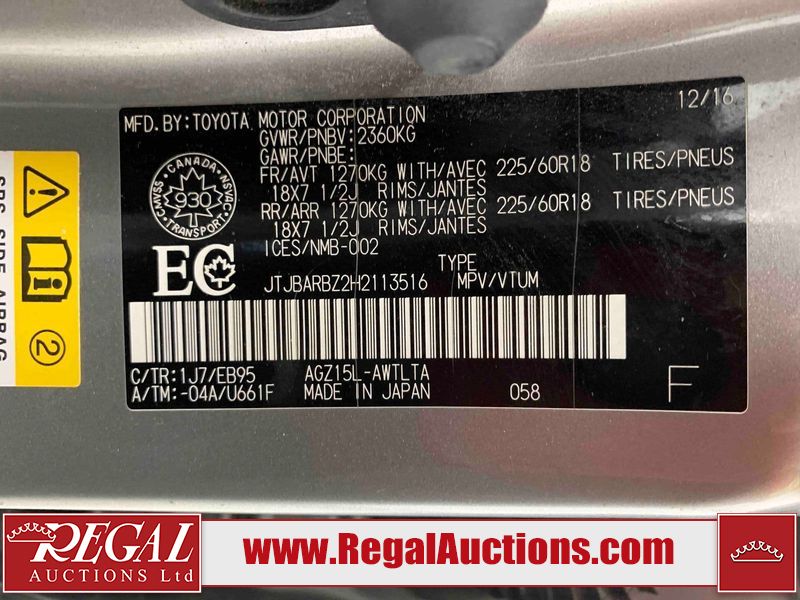 12/16
MFD.BY:TOYOTA MOTOR CORPORATION
GVWR/PNBV:2360KG
GAWR/PNBE:
FR/AVT 1270KG WITH/AVEC 225/60R18 TIRES/PNEUS
18X7 1/2J RIMS/JANTES
RR/ARR 1270KG WITH/AVEC 225/60R18 TIRES/PNEUS
18X7 1/2J RIMS/JANTES
ICES/NMB-002
CANADA
CMVSS NSVAC
930
TRANSPORT
EC
TYPE
JTJBARBZ2H2113516 MPV/VTUM
C/TR:1J7/EB95 AGZ15L-AWTLTA
A/TM:-04A/U661F MADE IN JAPAN 058 F
SRS SIDE AIRBAG
2
REGAL
AUCTIONS Ltd
www.RegalAuctions.com